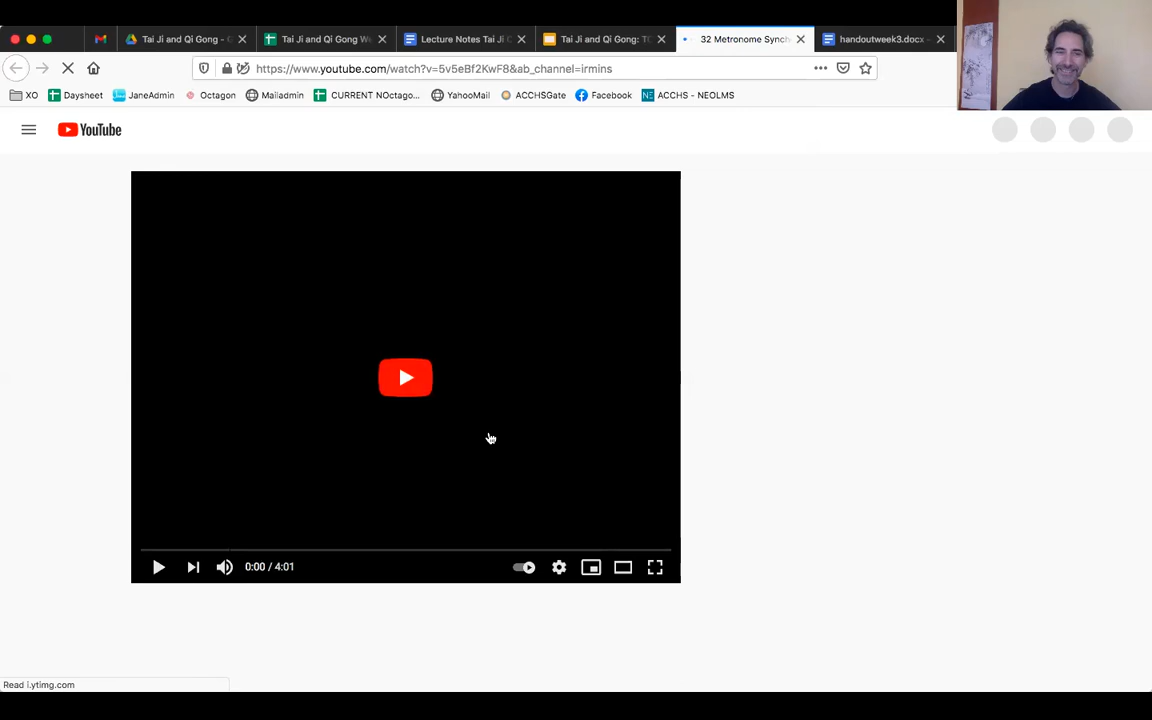 Tai Ji and Qi Gong - G
Tai Ji and Qi Gong W
Lecture Notes Tai Ji
Tai Ji and Qi Gong: TC
32 Metronome Synch
handoutweek3.docx -
https://www.youtube.com/watch?v=5v5eBf2KwF8&ab_channel=irmins
XO
Daysheet
JaneAdmin
Octagon
Mailadmin
CURRENT NOctago...
YahooMail
ACCHSGate
Facebook
ACCHS - NEOLMS
YouTube
0:00 / 4:01
Read i.ytimg.com